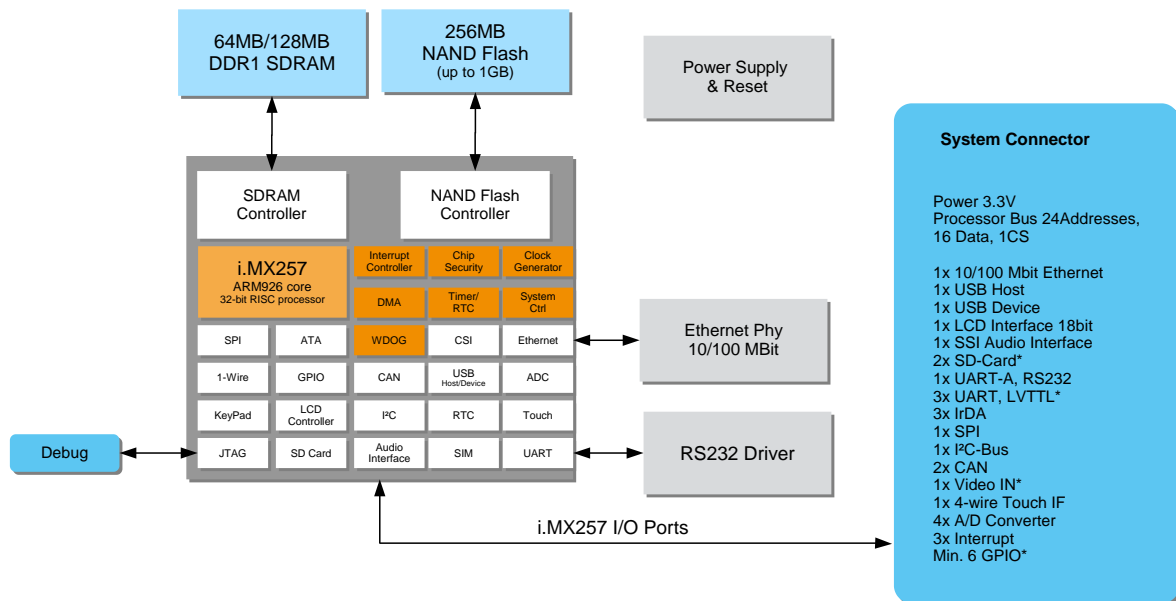 64MB/128MB
DDR1 SDRAM
256MB
NAND Flash
(up to 1GB)
Power Supply
& Reset
SDRAM
Controller
NAND Flash
Controller
i.MX257
ARM926 core
32-bit RISC processor
Interrupt
Controller
Chip
Security
Clock
Generator
DMA
Timer/
RTC
System
Ctrl
SPI
ATA
WDOG
CSI
Ethernet
1-Wire
GPIO
CAN
USB
Host/Device
ADC
KeyPad
LCD
Controller
I²C
RTC
Touch
JTAG
SD Card
Audio
Interface
SIM
UART
Debug
Ethernet Phy
10/100 MBit
RS232 Driver
i.MX257 I/O Ports
System Connector
Power 3.3V
Processor Bus 24Addresses,
16 Data, 1CS
1x 10/100 Mbit Ethernet
1x USB Host
1x USB Device
1x LCD Interface 18bit
1x SSI Audio Interface
2x SD-Card*
1x UART-A, RS232
3x UART, LVTTL*
3x IrDA
1x SPI
1x I²C-Bus
2x CAN
1x Video IN*
1x 4-wire Touch IF
4x A/D Converter
3x Interrupt
Min. 6 GPIO*